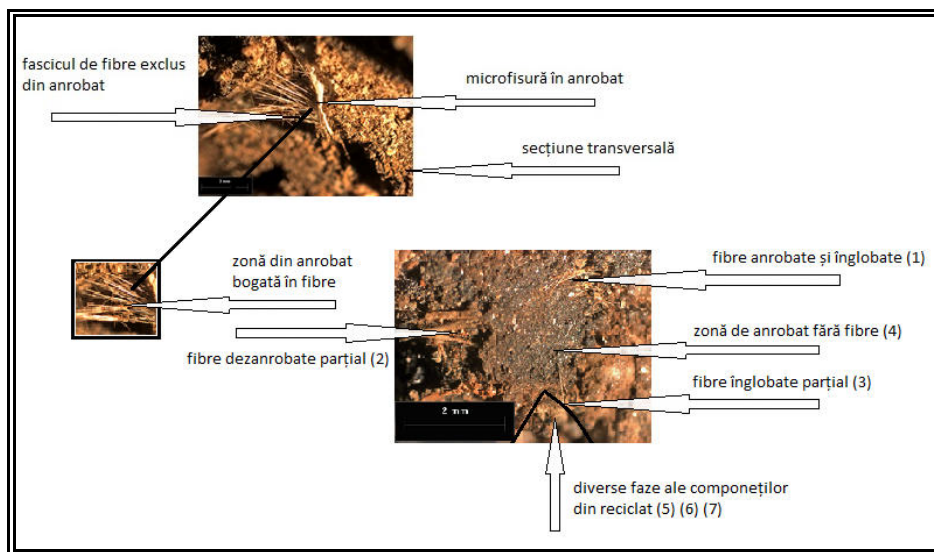 fascicul de fibre exclus
din anrobat
microfisură în anrobat
secțiune transversală
zonă din anrobat
bogată în fibre
fibre anrobate și înglobate (1)
zonă de anrobat fără fibre (4)
fibre dezanrobate parțial (2)
fibre înglobate parțial (3)
2 mm
diverse faze ale componeților
din reciclat (5) (6) (7)